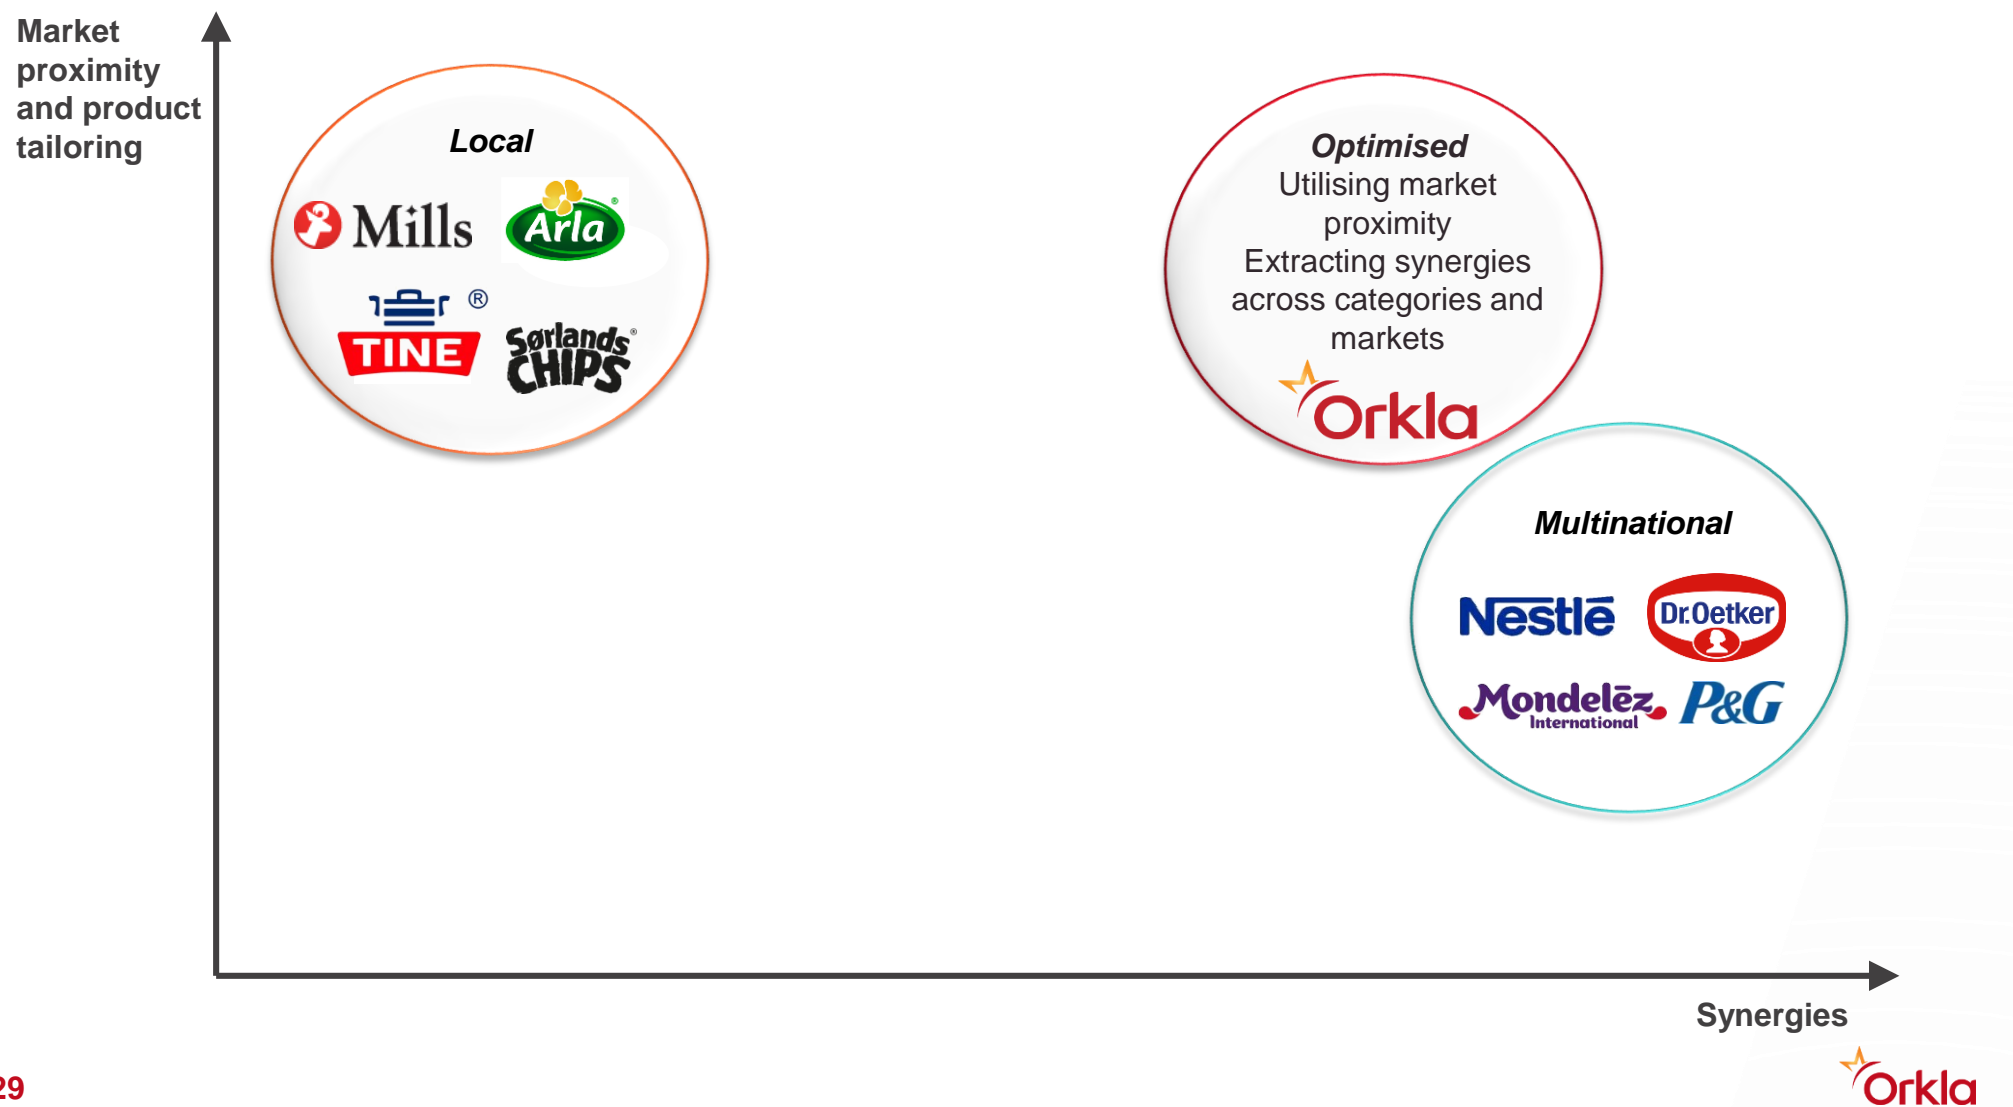 Market
proximity
and product
tailoring
Local
Mills
Arla
®
TINE
®
Sørlands®
CHIPS
Optimised
Utilising market
proximity
Extracting synergies
across categories and
markets
Orkla
Multinational
Nestlé
Dr.Oetker
Mondelēz
International
P&G
Synergies
29
Orkla